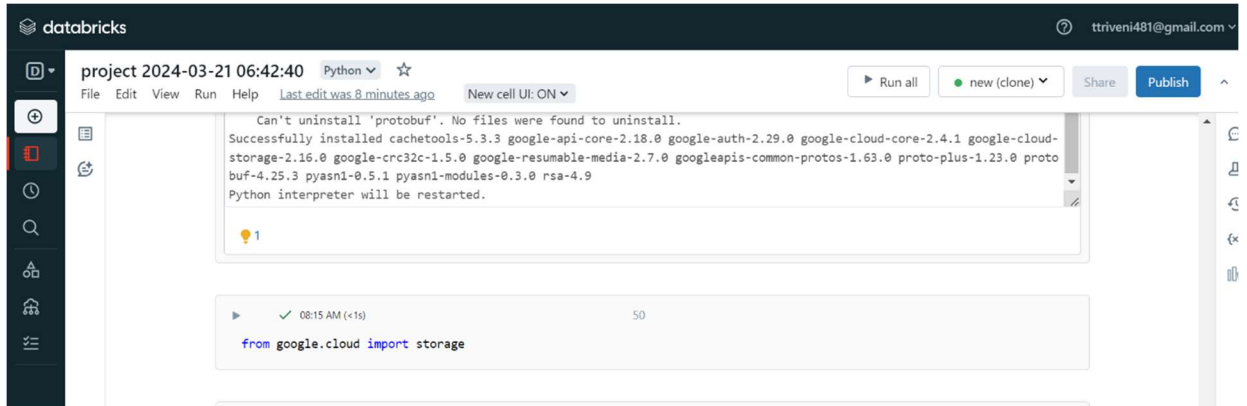 databricks
ttriveni481@gmail.com
D
project 2024-03-21 06:42:40 Python
File Edit View Run Help Last edit was 8 minutes ago New cell UI: ON
Run all new (clone) Share Publish
Can't uninstall 'protobuf'. No files were found to uninstall.
Successfully installed cachetools-5.3.3 google-api-core-2.18.0 google-auth-2.29.0 google-cloud-core-2.4.1 google-cloud-
storage-2.16.0 google-crc32c-1.5.0 google-resumable-media-2.7.0 googleapis-common-protos-1.63.0 proto-plus-1.23.0 proto
buf-4.25.3 pyasn1-0.5.1 pyasn1-modules-0.3.0 rsa-4.9
Python interpreter will be restarted.
1
08:15 AM (<1s) 50
from google.cloud import storage